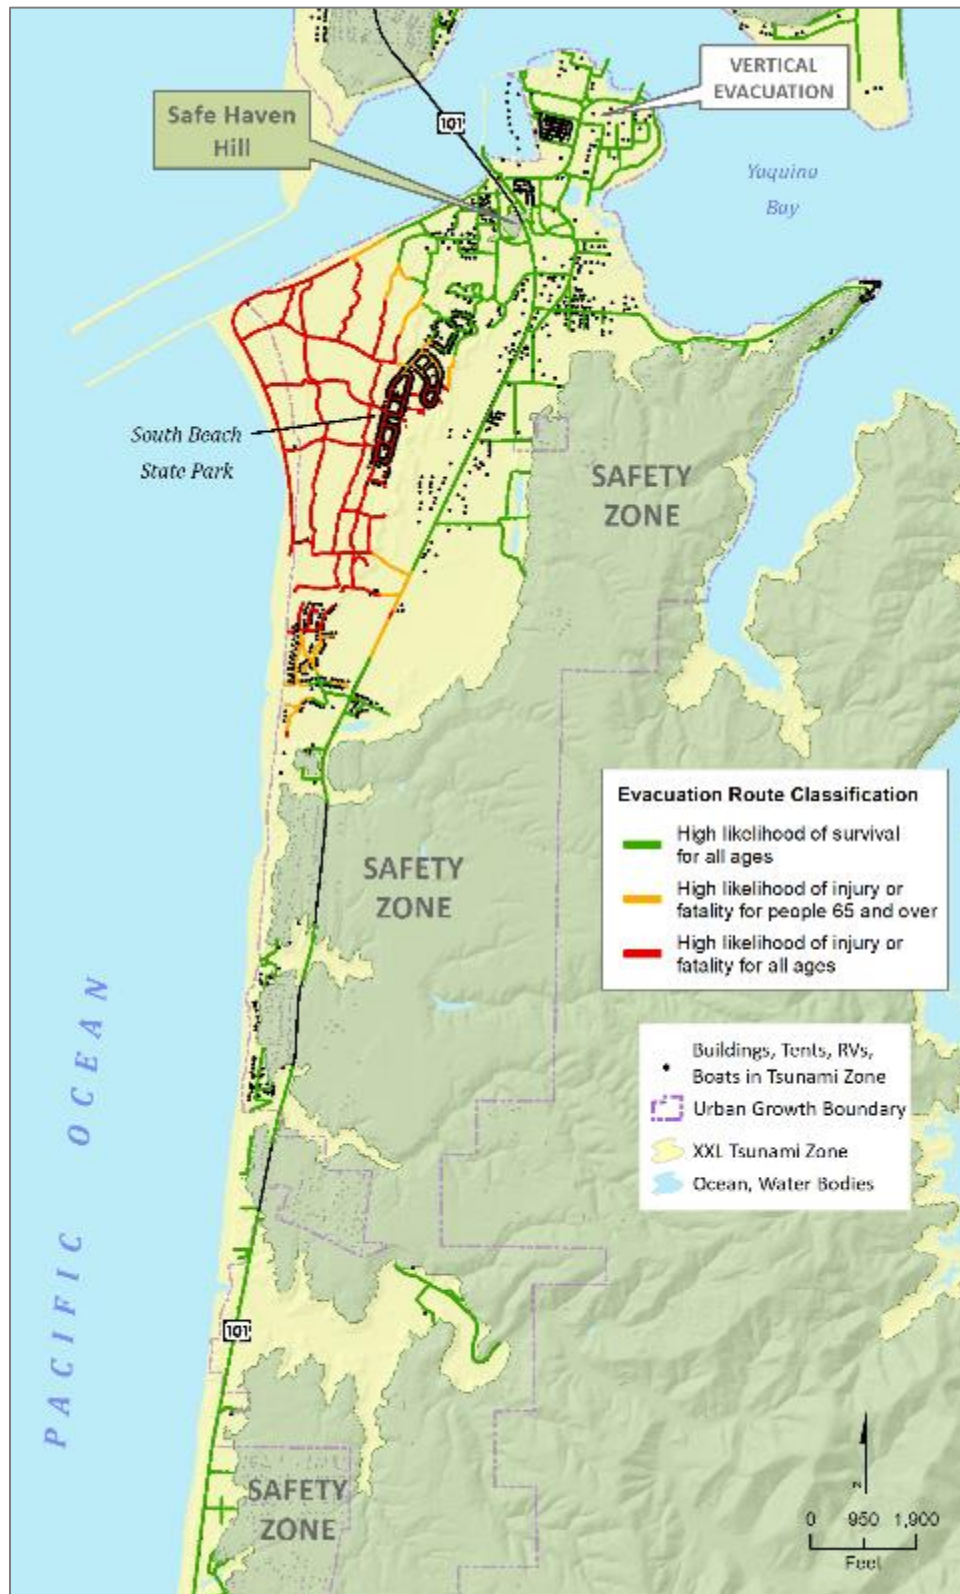 VERTICAL
EVACUATION
Safe Haven
Hill
101
Yaquina
Bay
South Beach
State Park
SAFETY
ZONE
Evacuation Route Classification
High likelihood of survival
for all ages
High likelihood of injury or
fatality for people 65 and over
High likelihood of injury or
fatality for all ages
SAFETY
ZONE
PACIFIC OCEAN
Buildings, Tents, RVs,
Boats in Tsunami Zone
Urban Growth Boundary
XXL Tsunami Zone
Ocean, Water Bodies
101
SAFETY
ZONE
N
0 950 1,900
Feet